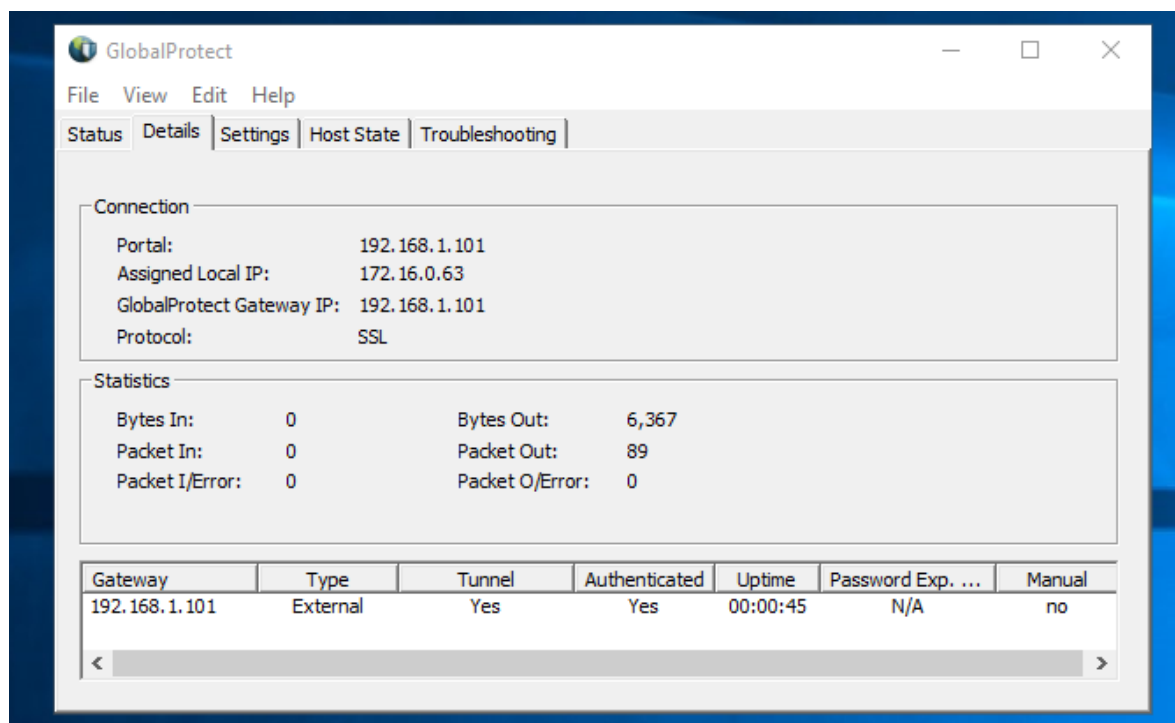 GlobalProtect
File View Edit Help
Status Details Settings Host State Troubleshooting
Connection
Portal: 192.168.1.101
Assigned Local IP: 172.16.0.63
GlobalProtect Gateway IP: 192.168.1.101
Protocol: SSL
Statistics
Bytes In: 0 Bytes Out: 6,367
Packet In: 0 Packet Out: 89
Packet I/Error: 0 Packet O/Error: 0
Gateway Type Tunnel Authenticated Uptime Password Exp. ... Manual
192.168.1.101 External Yes Yes 00:00:45 N/A no